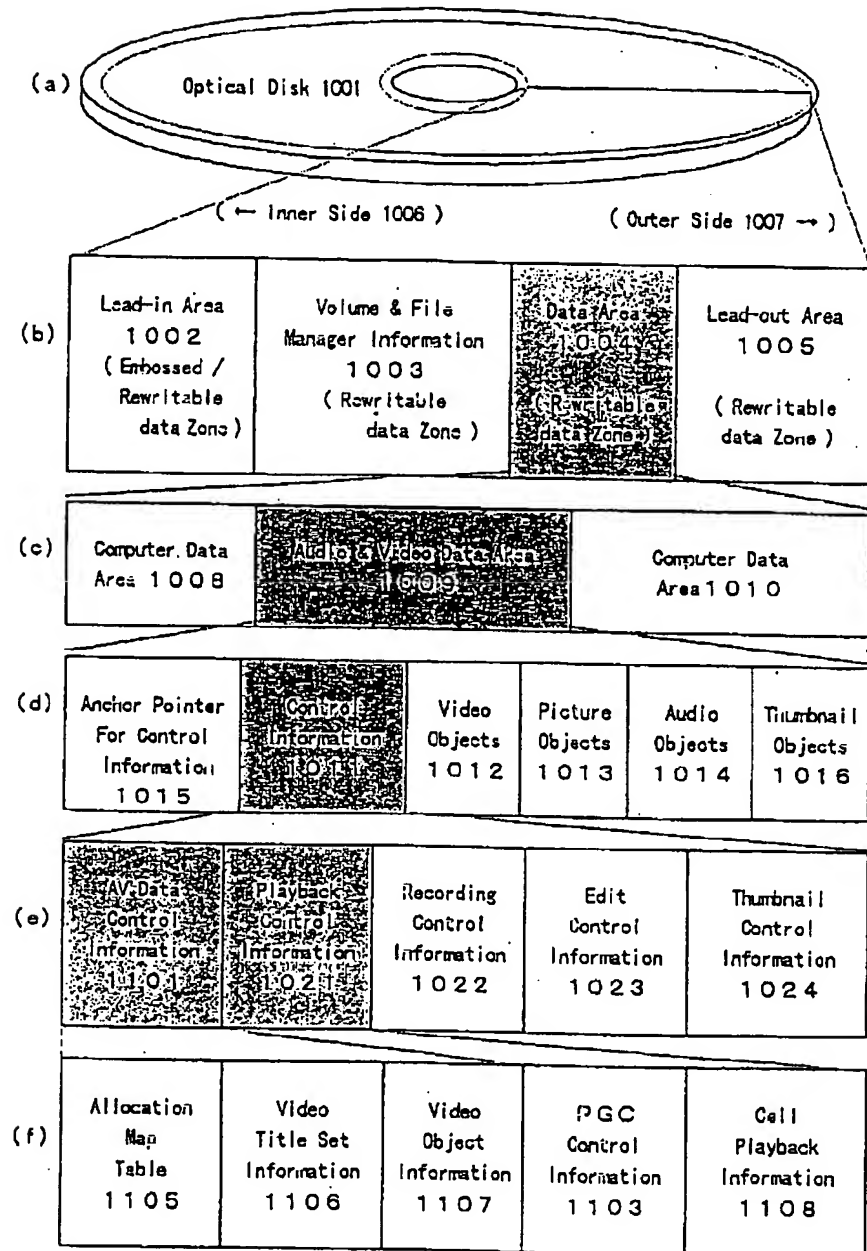 (a)
Optical Disk 1001
( ← Inner Side 1006 )
( Outer Side 1007 → )
(b)
Lead-in Area
1002
( Embossed /
Rewritable
data Zone )
Volume & File
Manager Information
1003
( Rewritable
data Zone )
Data Area
1004
( Rewritable
data Zone )
Lead-out Area
1005
( Rewritable
data Zone )
(c)
Computer Data
Area 1008
Audio & Video Data Area
1009
Computer Data
Area 1010
(d)
Anchor Pointer
For Control
Information
1015
Control
Information
1011
Video
Objects
1012
Picture
Objects
1013
Audio
Objects
1014
Thumbnail
Objects
1016
(e)
AV Data
Control
Information
1101
Playback
Control
Information
1021
Recording
Control
Information
1022
Edit
Control
Information
1023
Thumbnail
Control
Information
1024
(f)
Allocation
Map
Table
1105
Video
Title Set
Information
1106
Video
Object
Information
1107
PGC
Control
Information
1103
Cell
Playback
Information
1108